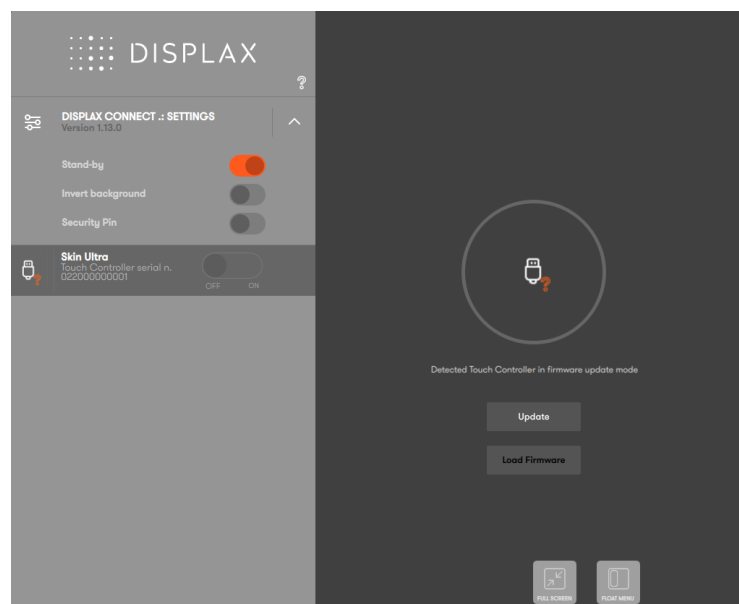 DISPLAX
?
DISPLAX CONNECT .: SETTINGS
Version 1.13.0
Stand-by
Invert background
Security Pin
Skin Ultra
Touch Controller serial n.
022000000001
OFF ON
?
?
Detected Touch Controller in firmware update mode
Update
Load Firmware
FULL SCREEN
FLOAT MENU